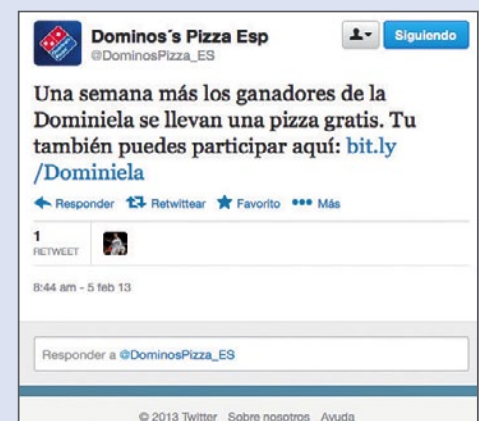 Dominos´s Pizza Esp
@DominosPizza_ES
Siguiendo
Una semana más los ganadores de la
Dominiela se llevan una pizza gratis. Tu
también puedes participar aquí: bit.ly
/Dominiela
Responder Retwittear Favorito Más
1
RETWEET
8:44 am - 5 feb 13
Responder a @DominosPizza_ES
© 2013 Twitter Sobre nosotros Ayuda